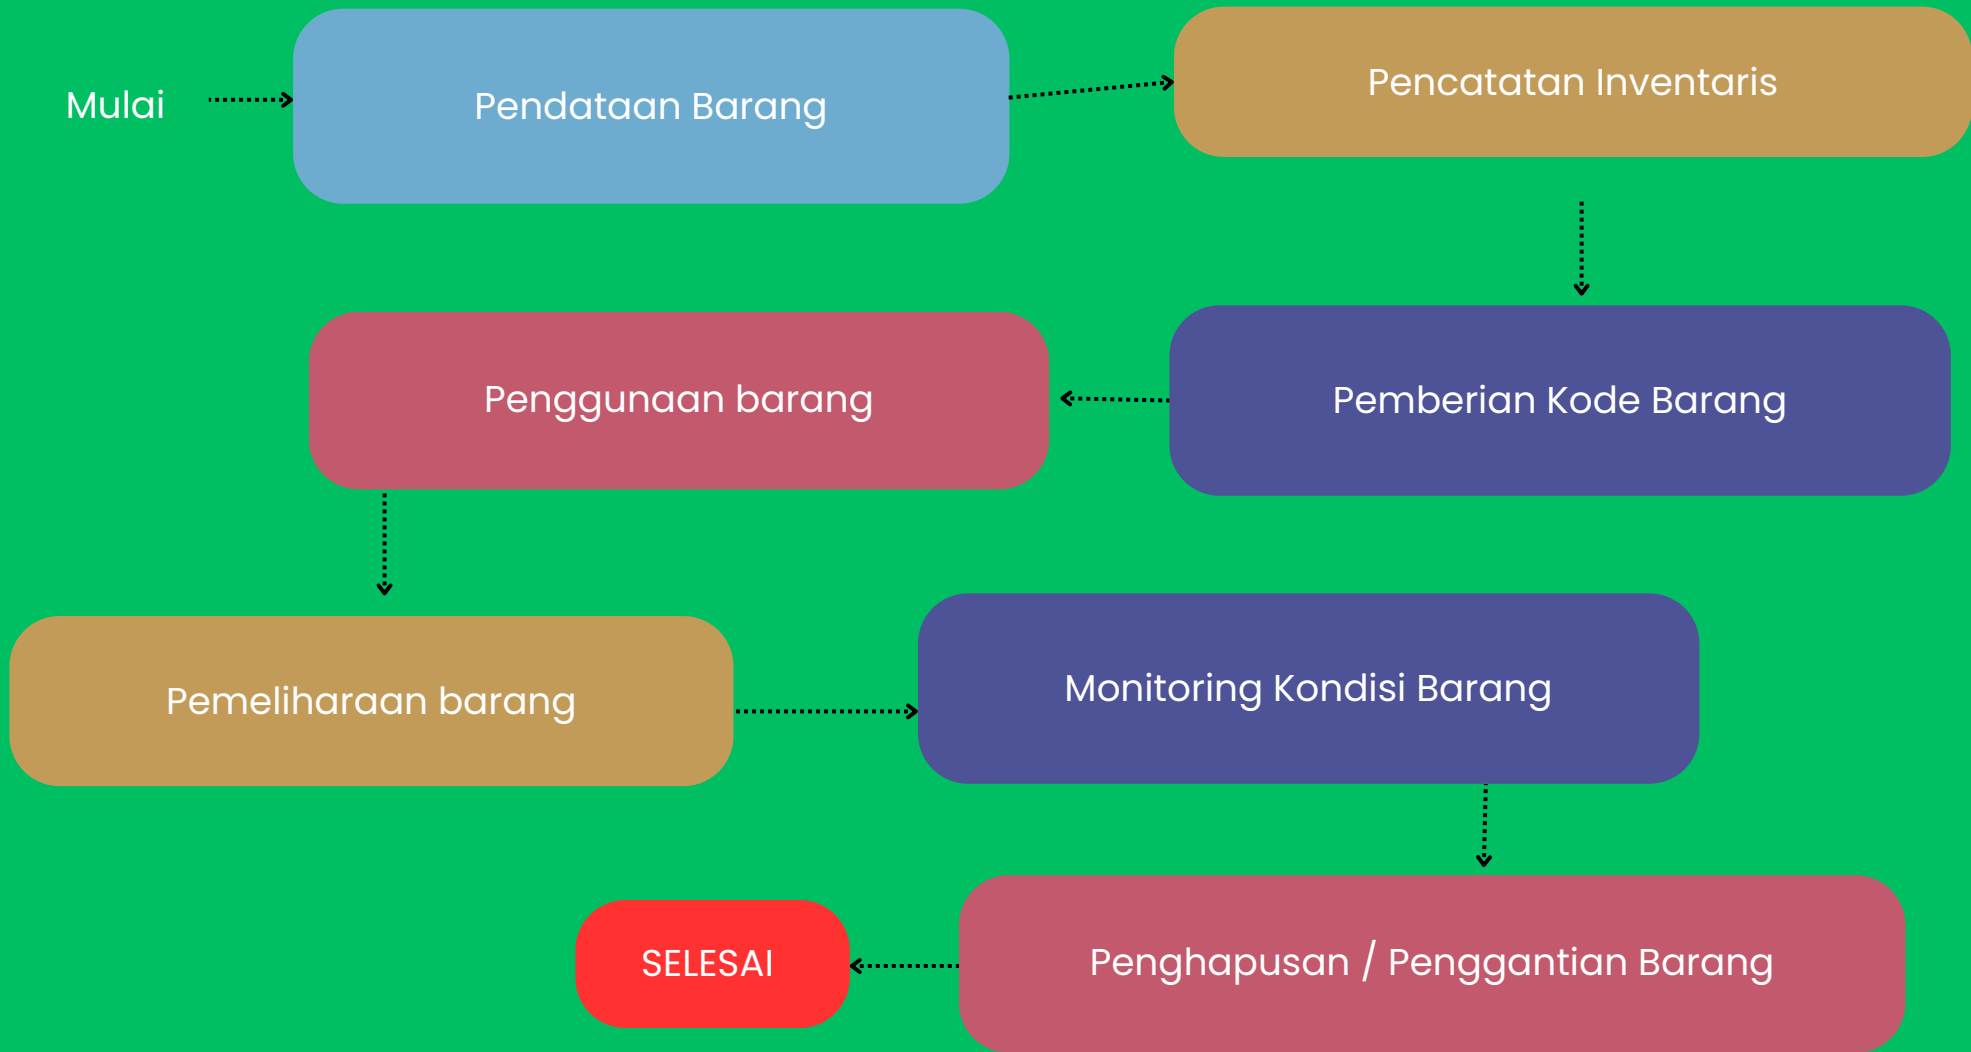 Mulai
Pendataan Barang
Pencatatan Inventaris
Pemberian Kode Barang
Penggunaan barang
Pemeliharaan barang
Monitoring Kondisi Barang
Penghapusan / Penggantian Barang
SELESAI